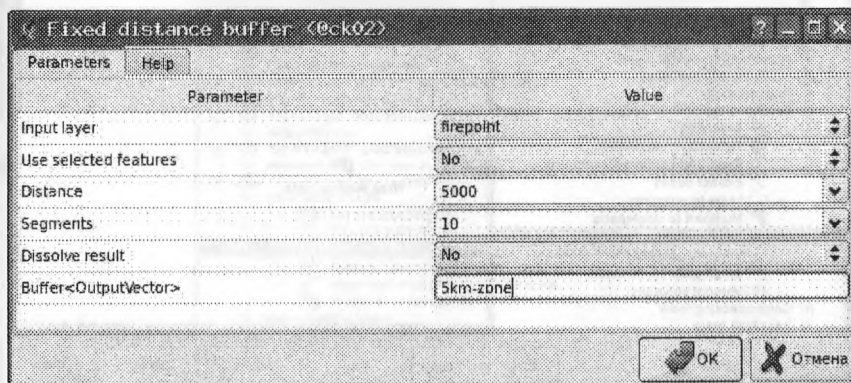 Fixed distance buffer <@ck02>
Parameters Help
Parameter Value
Input layer firepoint
Use selected features No
Distance 5000
Segments 10
Dissolve result No
Buffer<OutputVector> 5km-zone
OK Отмена